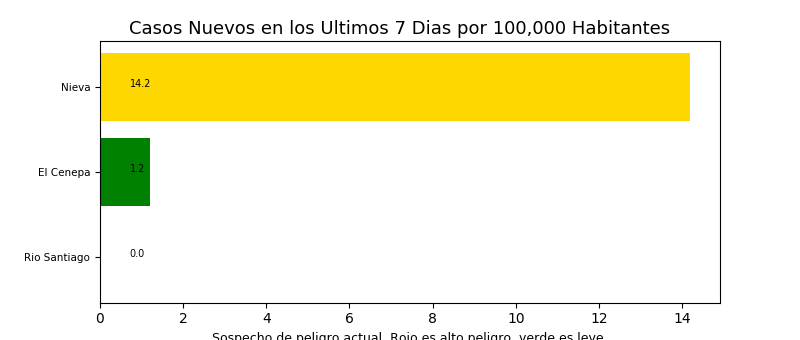 Casos Nuevos en los Ultimos 7 Dias por 100,000 Habitantes
Nieva
14.2
El Cenepa
1.2
Rio Santiago
0.0
0 2 4 6 8 10 12 14
Sospecho de peligro actual. Rojo es alto peligro, verde es leve